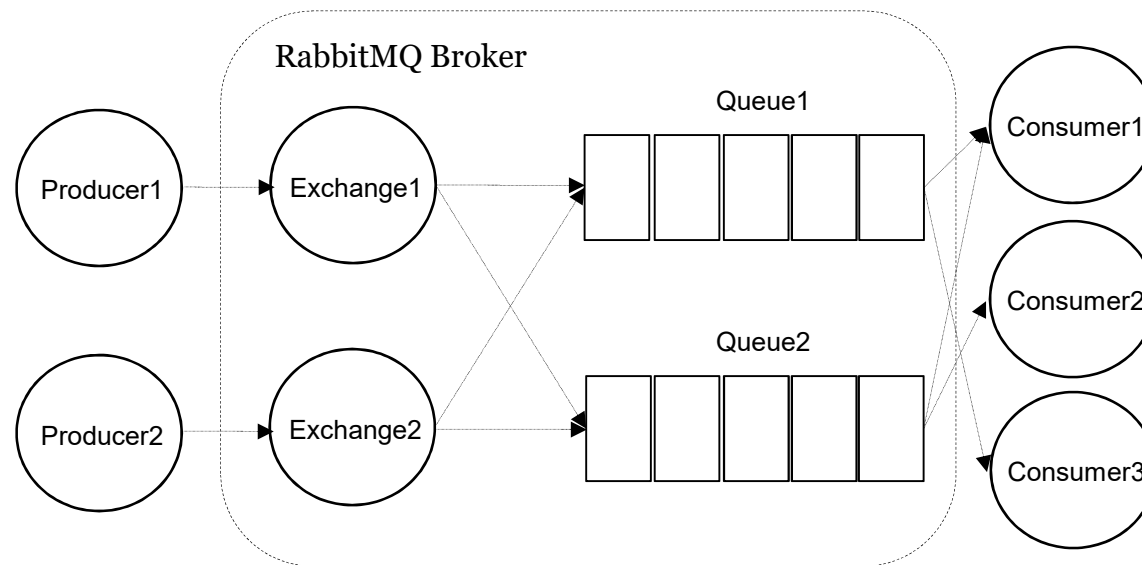 RabbitMQ Broker
Queue1
Producer1
Exchange1
Consumer1
Consumer2
Queue2
Producer2
Exchange2
Consumer3